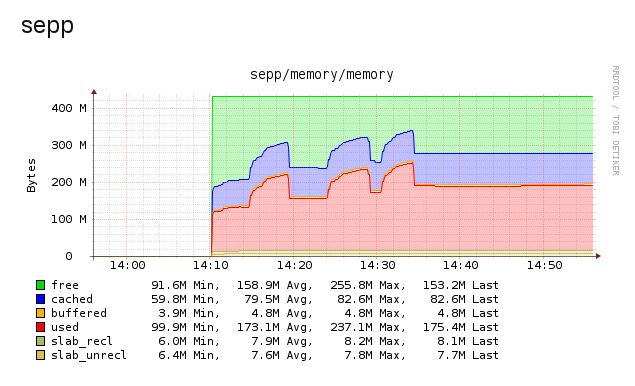 sepp
sepp/memory/memory
RRDTOOL / TOBI OETIKER
Bytes
400 M
300 M
200 M
100 M
0
14:00 14:10 14:20 14:30 14:40 14:50
free 91.6M Min, 158.9M Avg, 255.8M Max, 153.2M Last
cached 59.8M Min, 79.5M Avg, 82.6M Max, 82.6M Last
buffered 3.9M Min, 4.8M Avg, 4.8M Max, 4.8M Last
used 99.9M Min, 173.1M Avg, 237.1M Max, 175.4M Last
slab_recl 6.0M Min, 7.9M Avg, 8.2M Max, 8.1M Last
slab_unrecl 6.4M Min, 7.6M Avg, 7.8M Max, 7.7M Last